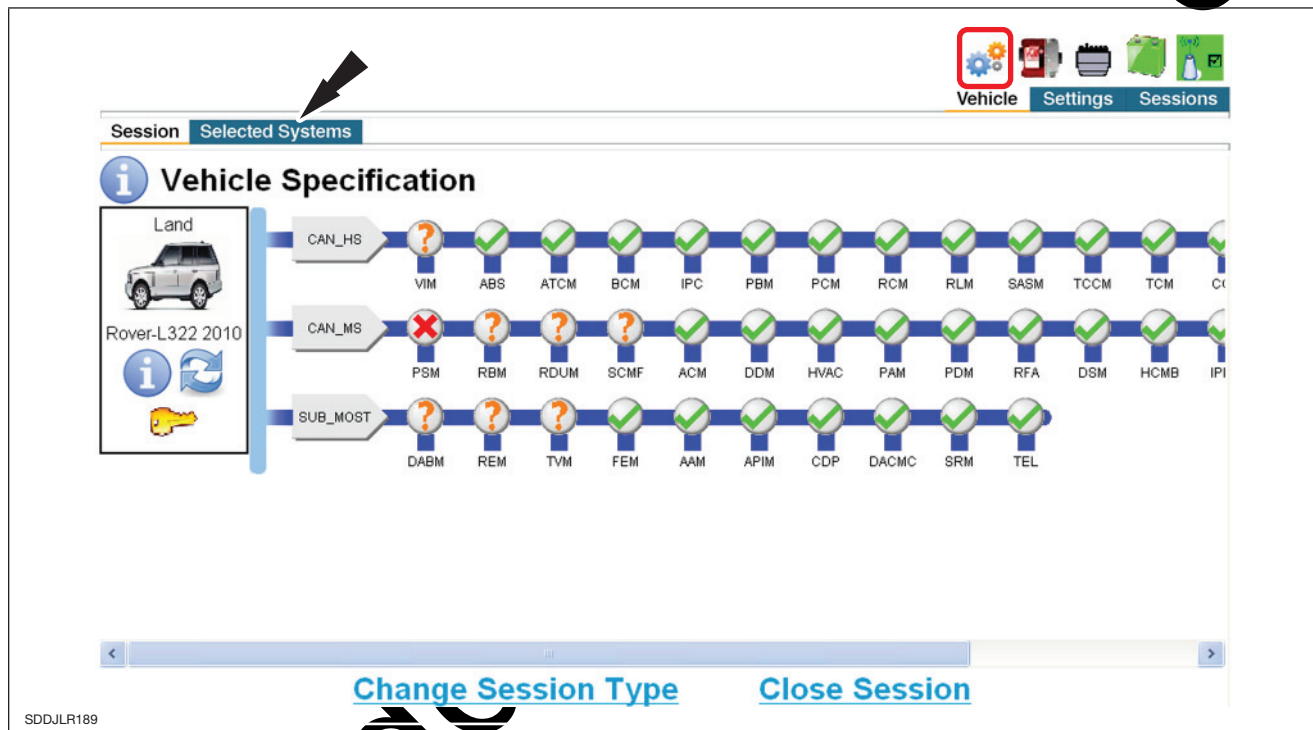 Vehicle Settings Sessions
Session Selected Systems
Vehicle Specification
Land
Rover-L322 2010
CAN_HS
VIM ABS ATCM BCM IPC PBM PCM RCM RLM SASM TCCM TCM
CAN_MS
PSM RBM RDUM SCMF ACM DDM HVAC PAM PDM RFA DSM HCMB
SUB_MOST
DABM REM TVM FEM AAM APIM CDP DACMC SRM TEL
Change Session Type Close Session
SDDJLR189